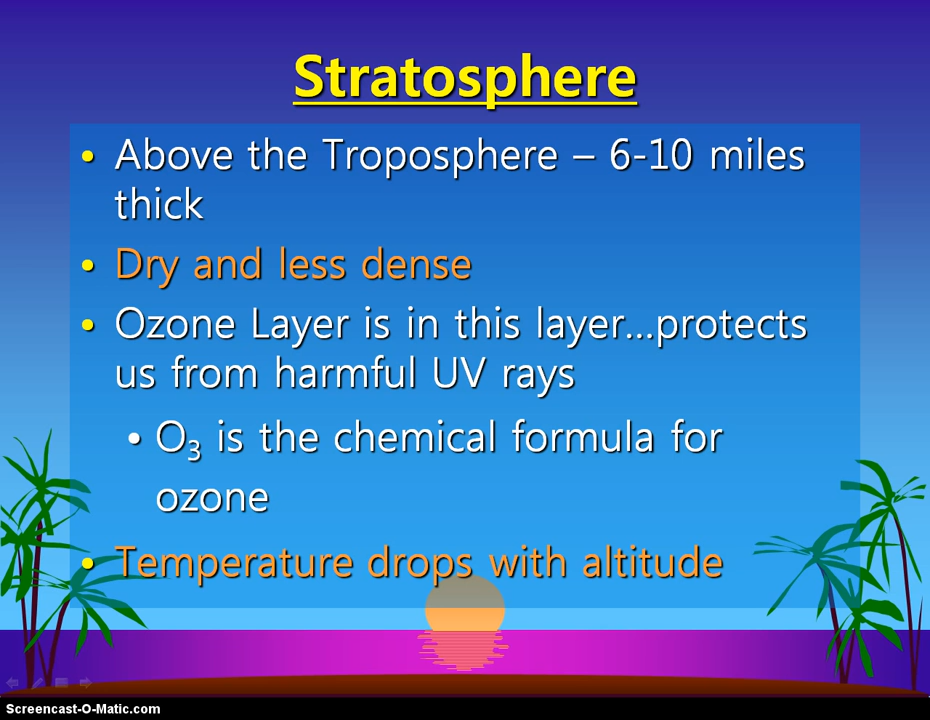 Stratosphere
• Above the Troposphere – 6-10 miles
thick
• Dry and less dense
• Ozone Layer is in this layer...protects
us from harmful UV rays
• O₃ is the chemical formula for
ozone
• Temperature drops with altitude
Screencast-O-Matic.com